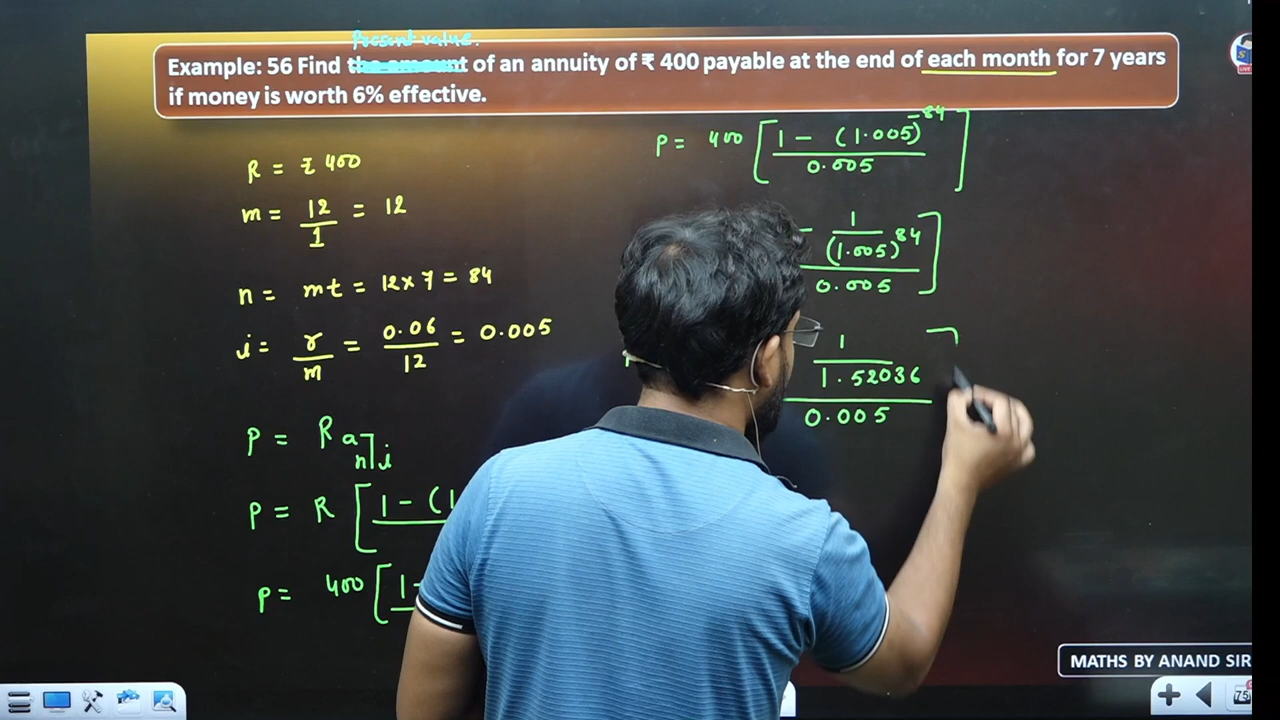 Present value.
Example: 56 Find the amount of an annuity of ₹ 400 payable at the end of each month for 7 years
if money is worth 6% effective.
R = ₹ 400
m = 12/1 = 12
n = mt = 12 x 7 = 84
i = r/m = 0.06/12 = 0.005
P = R a n̅| i
P = R [ 1 - (1
P = 400 [ 1 -
P = 400 [ 1 - (1.005)^-84 / 0.005 ]
- 1/(1.005)^84 / 0.005 ]
1/1.52036 / 0.005
MATHS BY ANAND SIR